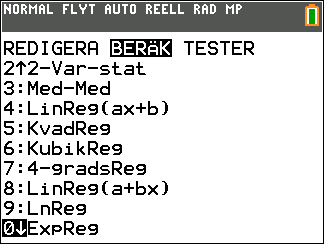 NORMAL FLYT AUTO REELL RAD MP
REDIGERA BERÄK TESTER
2↑2-Var-stat
3:Med-Med
4:LinReg(ax+b)
5:KvadReg
6:KubikReg
7:4-gradsReg
8:LinReg(a+bx)
9:LnReg
0↓ExpReg